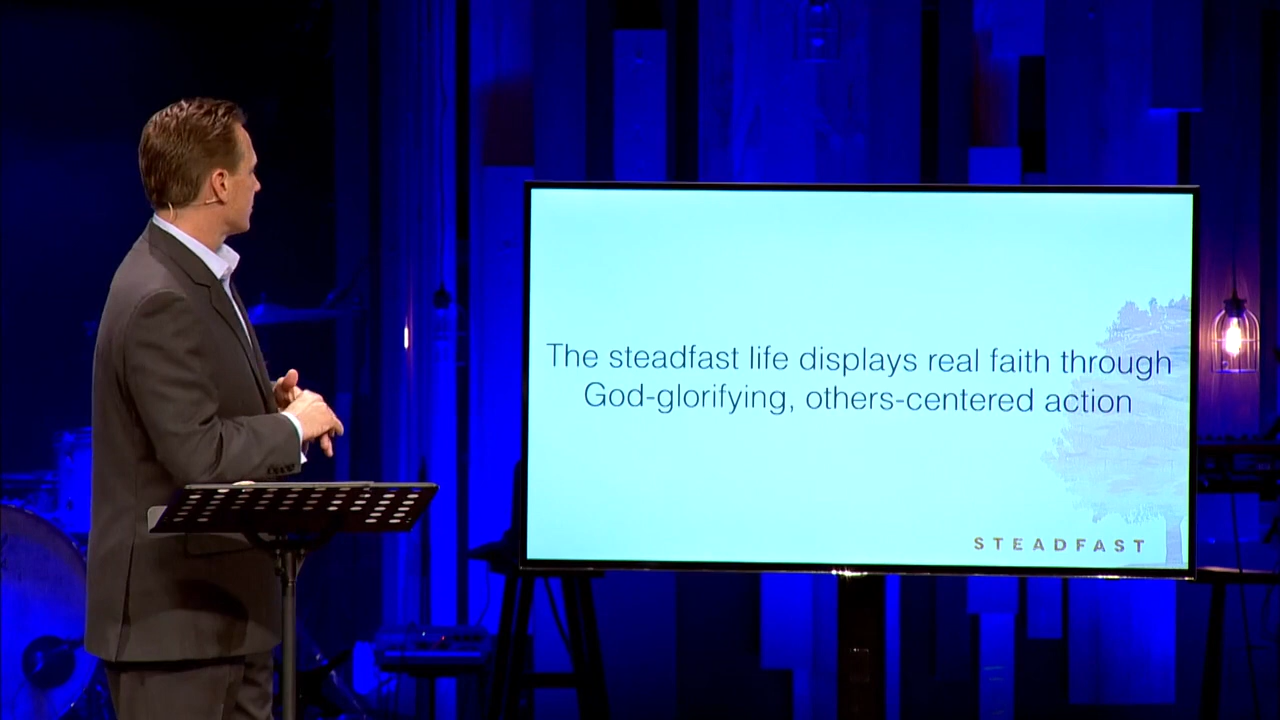 The steadfast life displays real faith through
God-glorifying, others-centered action
STEADFAST